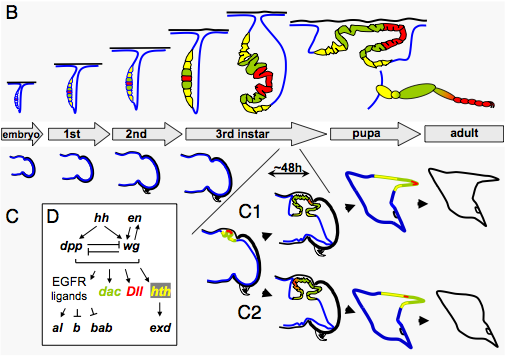 B
embryo 1st 2nd 3rd instar pupa adult
~48h
C D C1
hh en
dpp wg
EGFR
ligands dac Dll hth
C2
al b bab exd